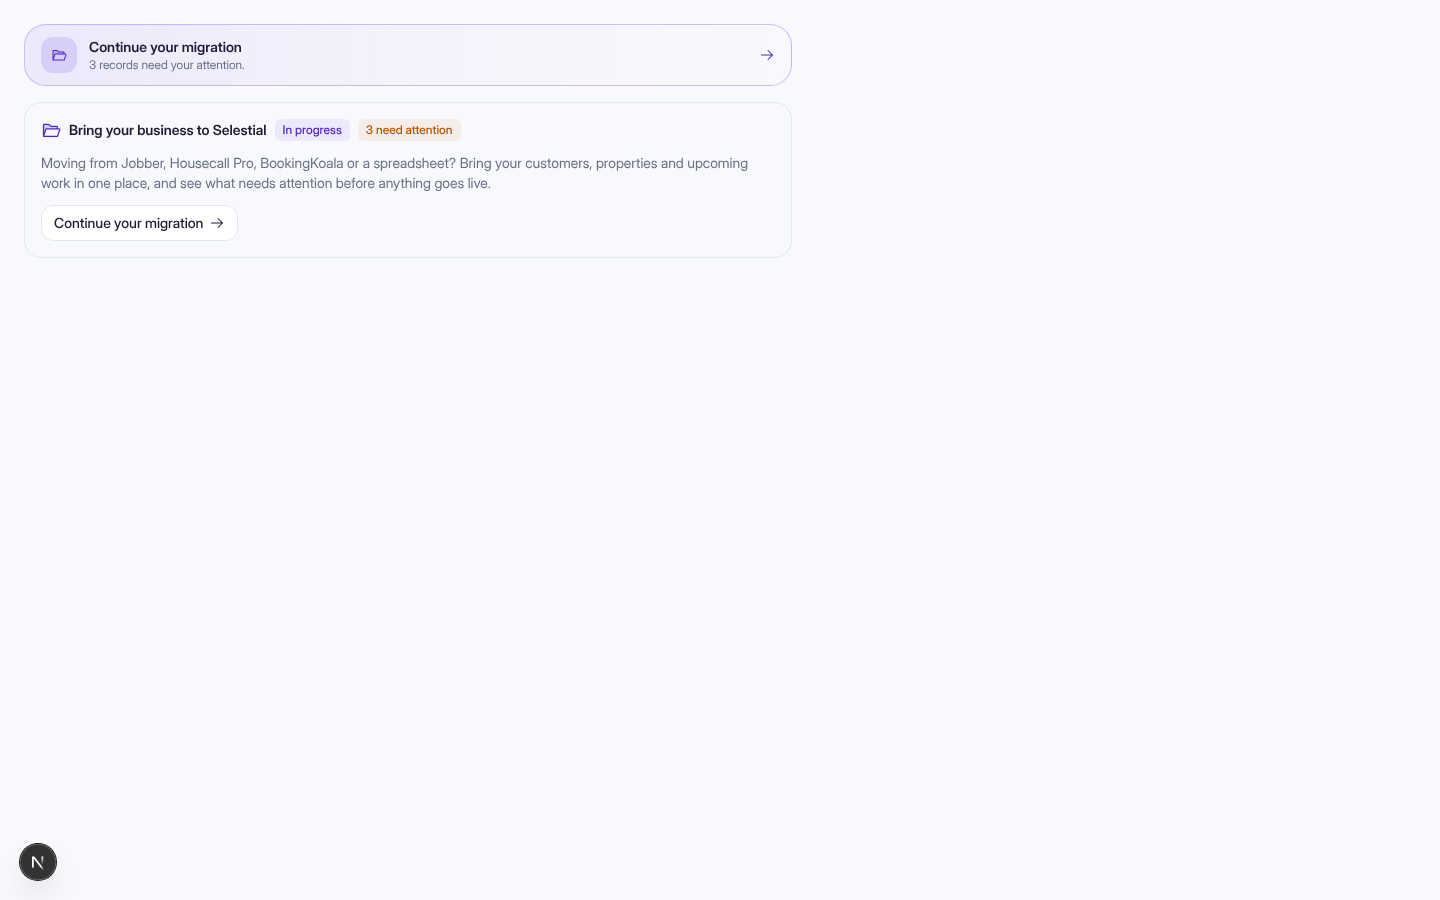 Continue your migration
3 records need your attention.
Bring your business to Selestial In progress 3 need attention
Moving from Jobber, Housecall Pro, BookingKoala or a spreadsheet? Bring your customers, properties and upcoming
work in one place, and see what needs attention before anything goes live.
Continue your migration
N